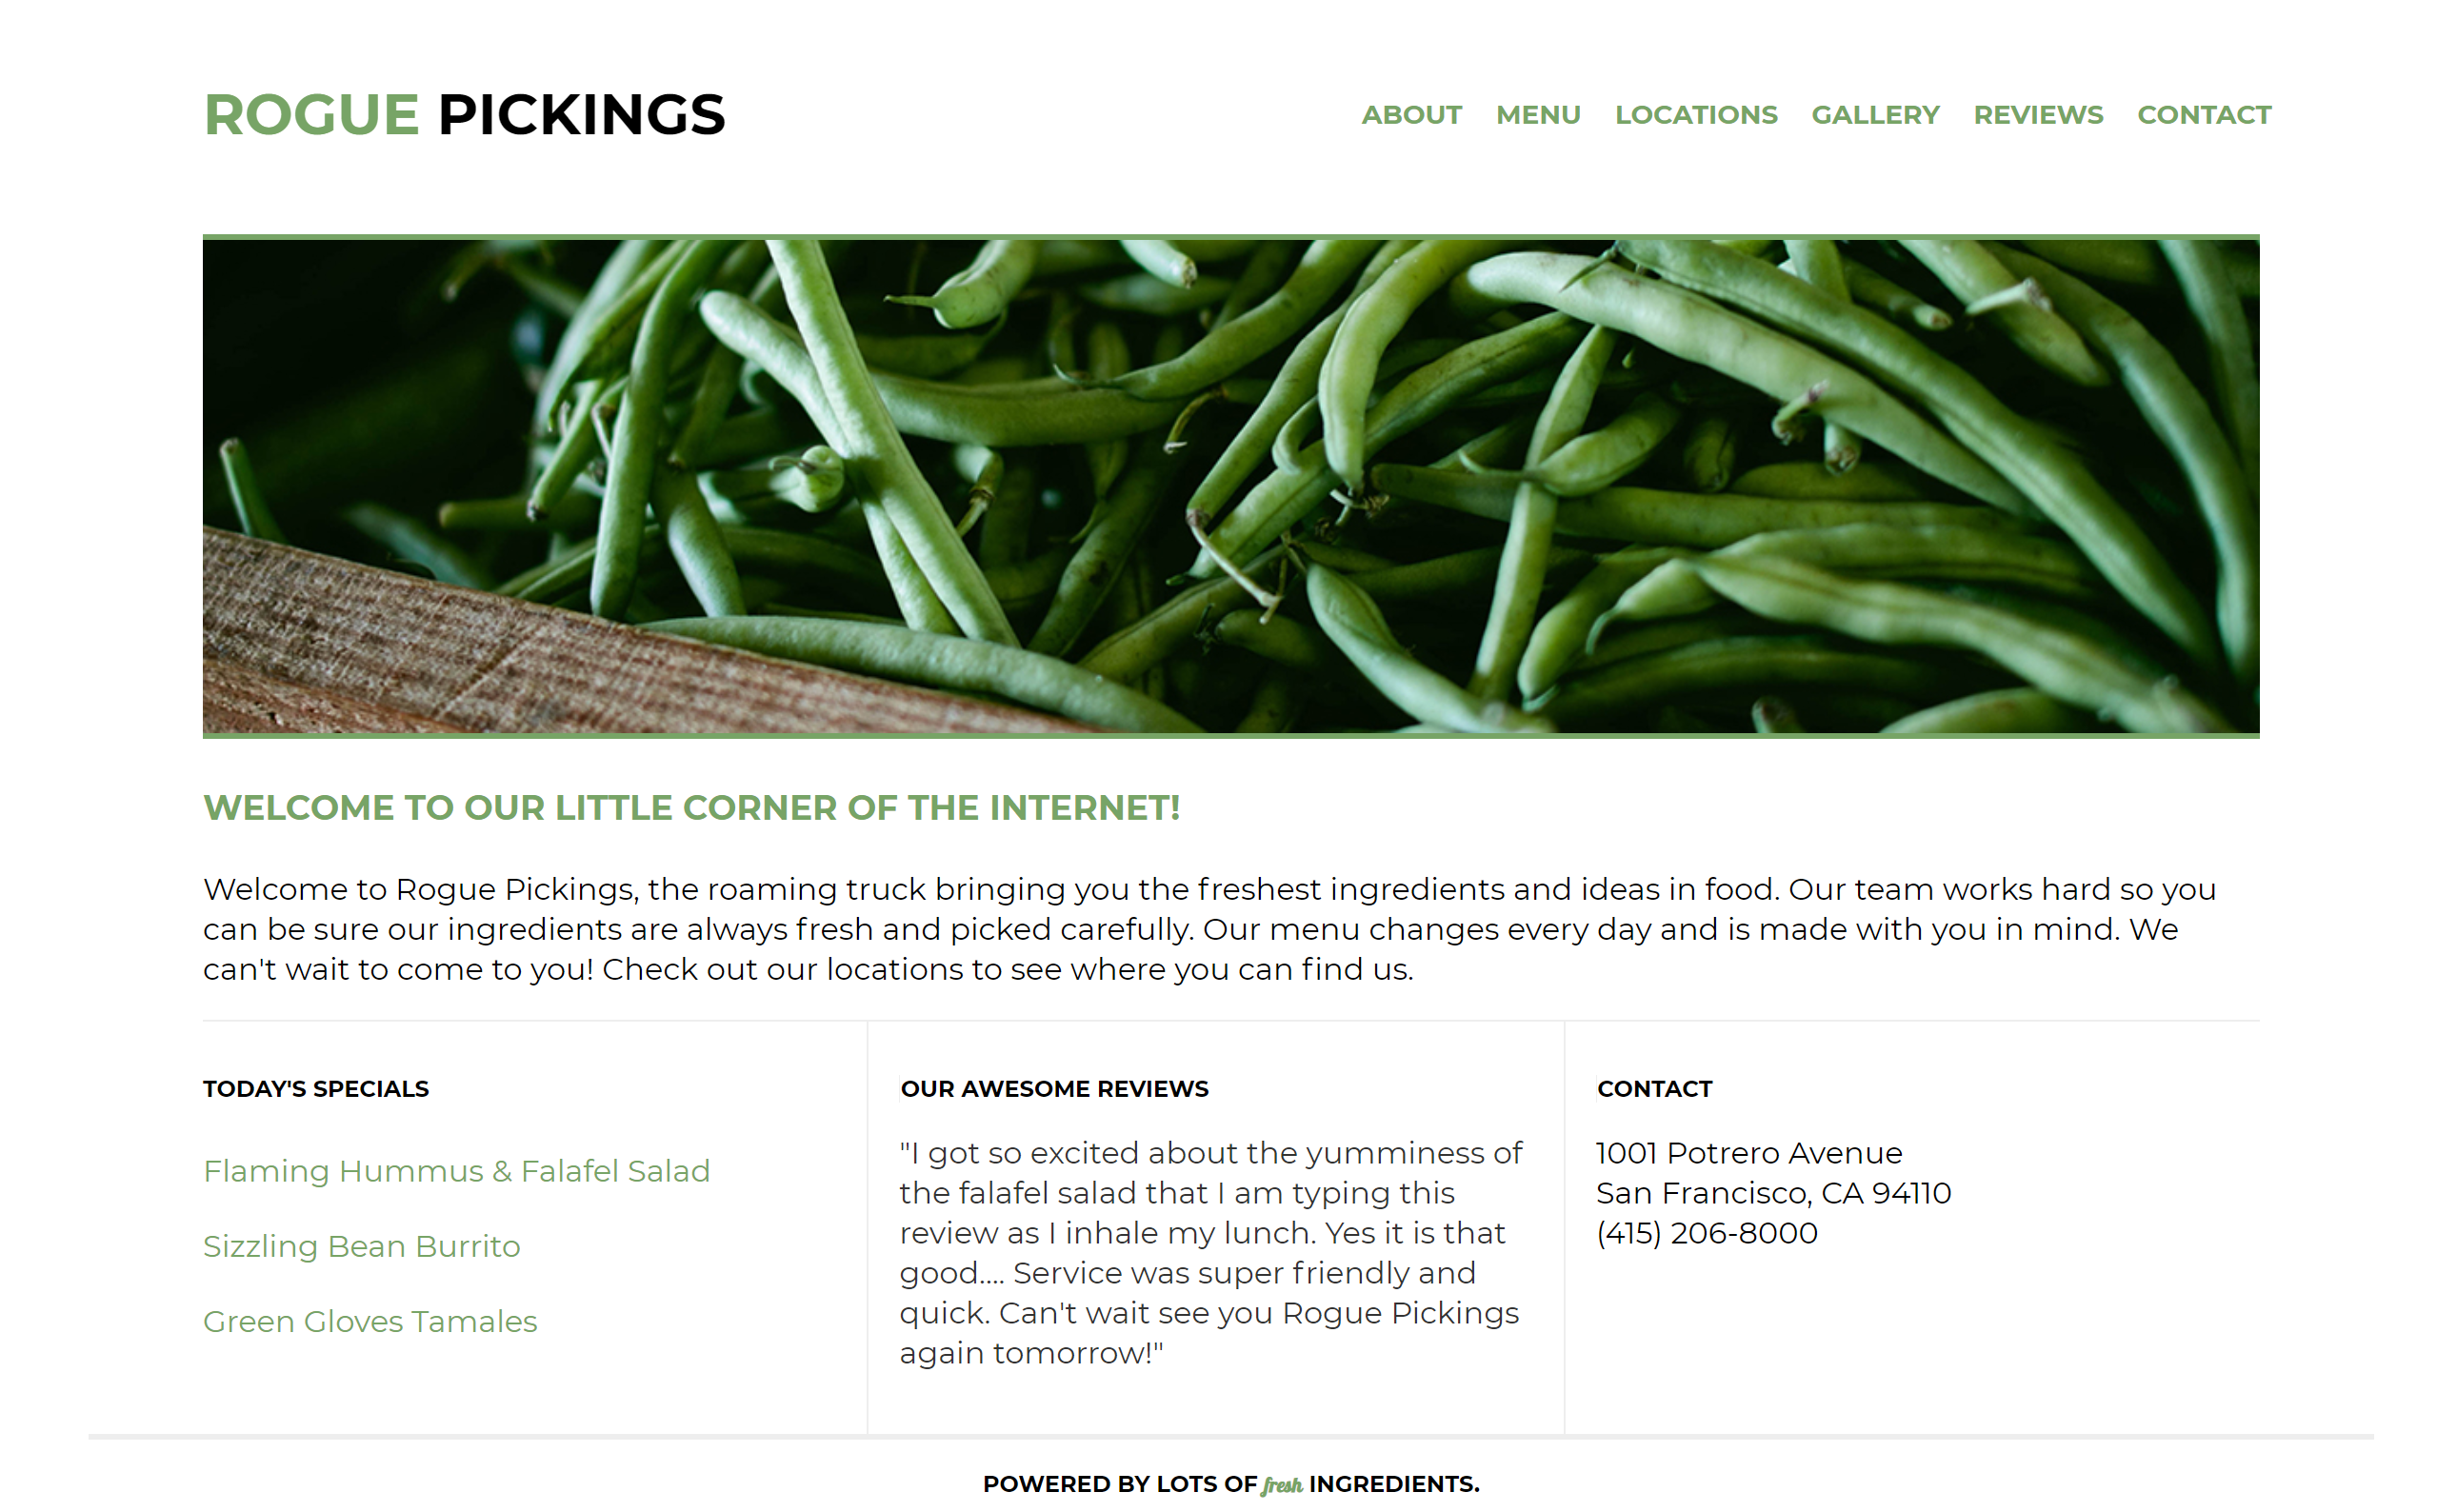 ROGUE PICKINGS
ABOUT MENU LOCATIONS GALLERY REVIEWS CONTACT
WELCOME TO OUR LITTLE CORNER OF THE INTERNET!
Welcome to Rogue Pickings, the roaming truck bringing you the freshest ingredients and ideas in food. Our team works hard so you
can be sure our ingredients are always fresh and picked carefully. Our menu changes every day and is made with you in mind. We
can't wait to come to you! Check out our locations to see where you can find us.
TODAY'S SPECIALS
Flaming Hummus & Falafel Salad
Sizzling Bean Burrito
Green Gloves Tamales
OUR AWESOME REVIEWS
"I got so excited about the yumminess of
the falafel salad that I am typing this
review as I inhale my lunch. Yes it is that
good.... Service was super friendly and
quick. Can't wait see you Rogue Pickings
again tomorrow!"
CONTACT
1001 Potrero Avenue
San Francisco, CA 94110
(415) 206-8000
POWERED BY LOTS OF fresh INGREDIENTS.